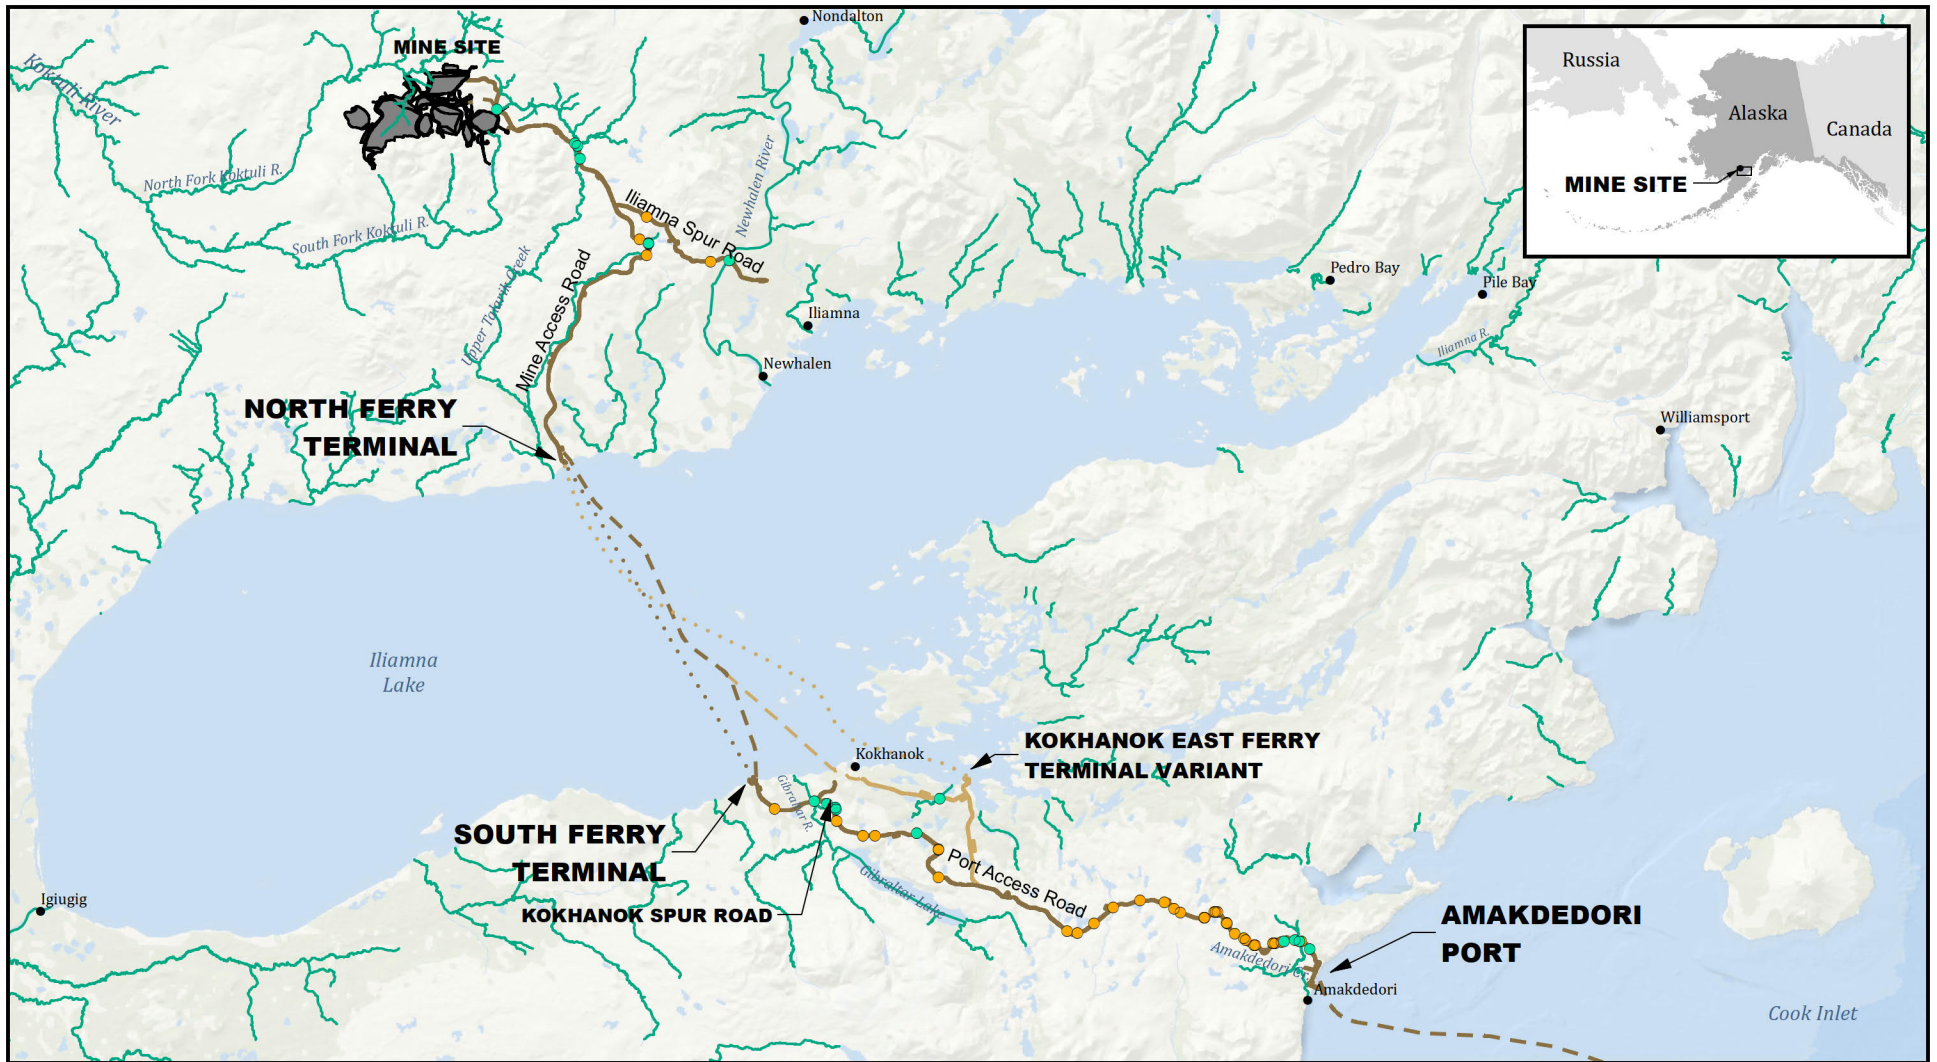 Nondalton
MINE SITE
Koktuli River
Russia
Alaska
Canada
MINE SITE
North Fork Koktuli R.
Newhalen River
Iliamna Spur Road
South Fork Koktuli R.
Upper Talarik Creek
Mine Access Road
Pedro Bay
Pile Bay
Iliamna
Iliamna R.
Newhalen
NORTH FERRY
TERMINAL
Williamsport
Iliamna
Lake
Kokhanok
KOKHANOK EAST FERRY
TERMINAL VARIANT
Gibraltar R.
SOUTH FERRY
TERMINAL
Port Access Road
Gibraltar Lake
Igiugig
KOKHANOK SPUR ROAD
AMAKDEDORI
PORT
Amakdedori Cr.
Amakdedori
Cook Inlet